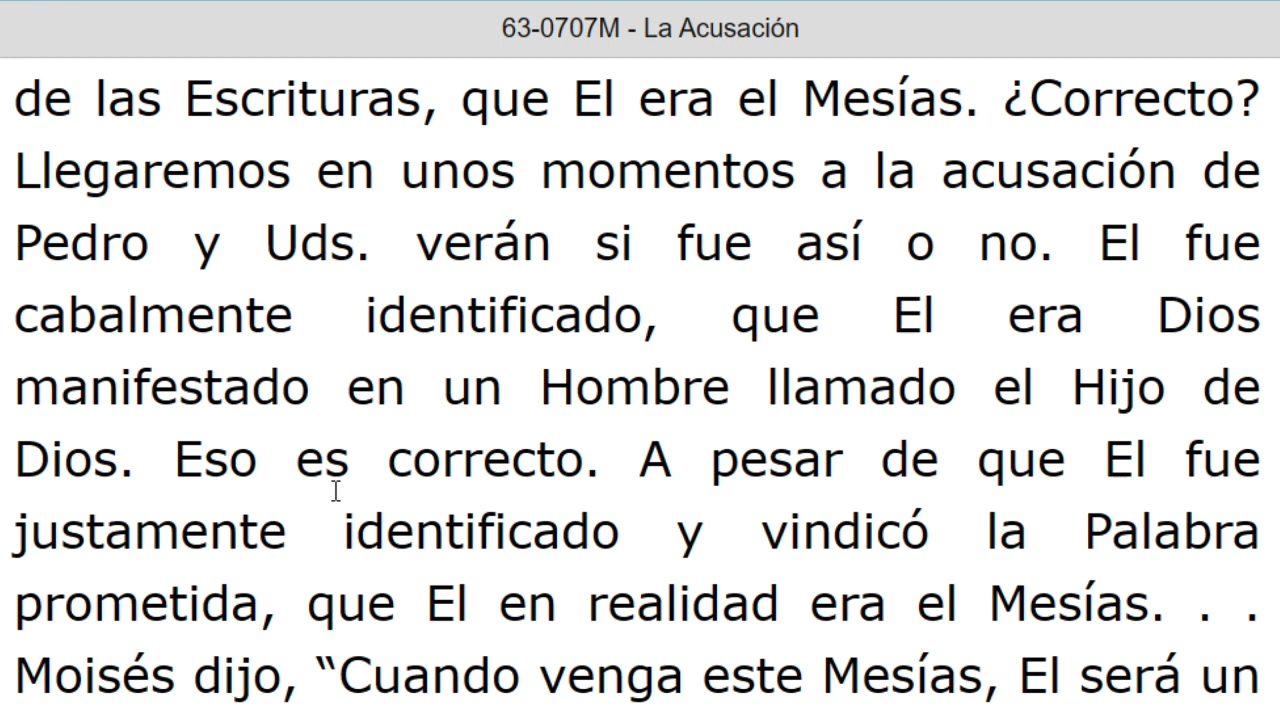 63-0707M - La Acusación
de las Escrituras, que El era el Mesías. ¿Correcto?
Llegaremos en unos momentos a la acusación de
Pedro y Uds. verán si fue así o no. El fue
cabalmente identificado, que El era Dios
manifestado en un Hombre llamado el Hijo de
Dios. Eso es correcto. A pesar de que El fue
justamente identificado y vindicó la Palabra
prometida, que El en realidad era el Mesías. . .
Moisés dijo, “Cuando venga este Mesías, El será un